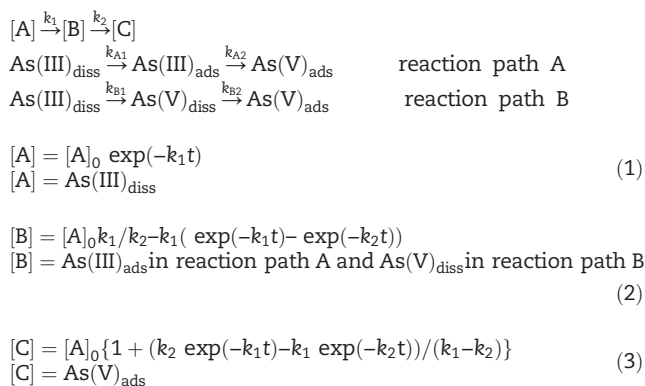 [A] →k₁ [B] →k₂ [C]
As(III)diss →kA1 As(III)ads →kA2 As(V)ads reaction path A
As(III)diss →kB1 As(V)diss →kB2 As(V)ads reaction path B
[A] = [A]₀ exp(–k₁t)
[A] = As(III)diss (1)
[B] = [A]₀k₁/k₂–k₁( exp(–k₁t)– exp(–k₂t))
[B] = As(III)ads in reaction path A and As(V)diss in reaction path B
(2)
[C] = [A]₀{1 + (k₂ exp(–k₁t)–k₁ exp(–k₂t))/(k₁–k₂)}
[C] = As(V)ads (3)